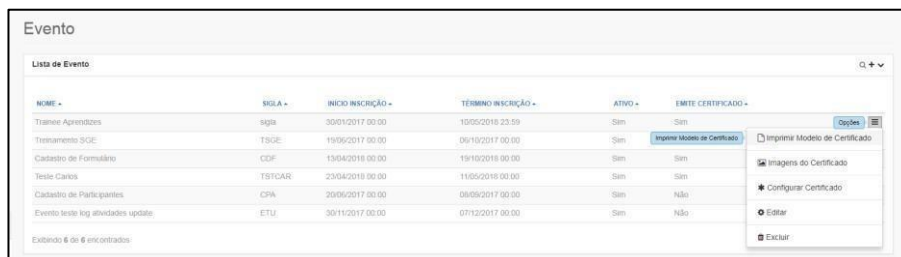 Evento
Lista de Evento
NOME SIGLA INÍCIO INSCRIÇÃO TÉRMINO INSCRIÇÃO ATIVO EMITE CERTIFICADO
Trainee Aprendizes sigla 30/01/2017 00:00 10/05/2018 23:59 Sim Sim Opções
Treinamento SGE TSGE 19/06/2017 00:00 06/10/2017 00:00 Sim Imprimir Modelo de Certificado Imprimir Modelo de Certificado
Cadastro de Formulário CDF 13/04/2018 00:00 19/10/2018 00:00 Sim Sim Imagens do Certificado
Teste Carlos TSTCAR 23/04/2018 00:00 11/05/2018 00:00 Sim Sim Configurar Certificado
Cadastro de Participantes CPA 30/06/2017 00:00 08/09/2017 00:00 Sim Não Editar
Evento teste log atividades update ETU 30/11/2017 00:00 07/12/2017 00:00 Sim Não Excluir
Exibindo 6 de 6 encontrados